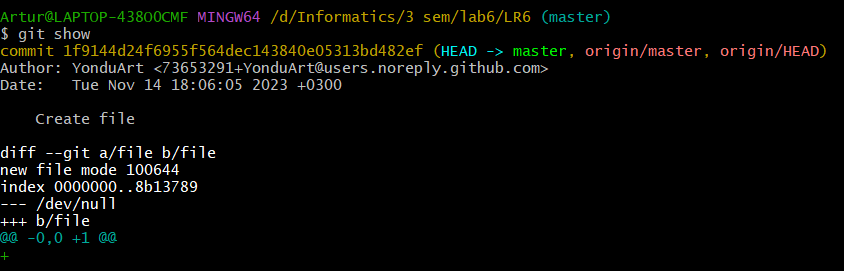 Artur@LAPTOP-438OOCMF MINGW64 /d/Informatics/3 sem/lab6/LR6 (master)
$ git show
commit 1f9144d24f6955f564dec143840e05313bd482ef (HEAD -> master, origin/master, origin/HEAD)
Author: YonduArt <73653291+YonduArt@users.noreply.github.com>
Date:   Tue Nov 14 18:06:05 2023 +0300

    Create file

diff --git a/file b/file
new file mode 100644
index 0000000..8b13789
--- /dev/null
+++ b/file
@@ -0,0 +1 @@
+